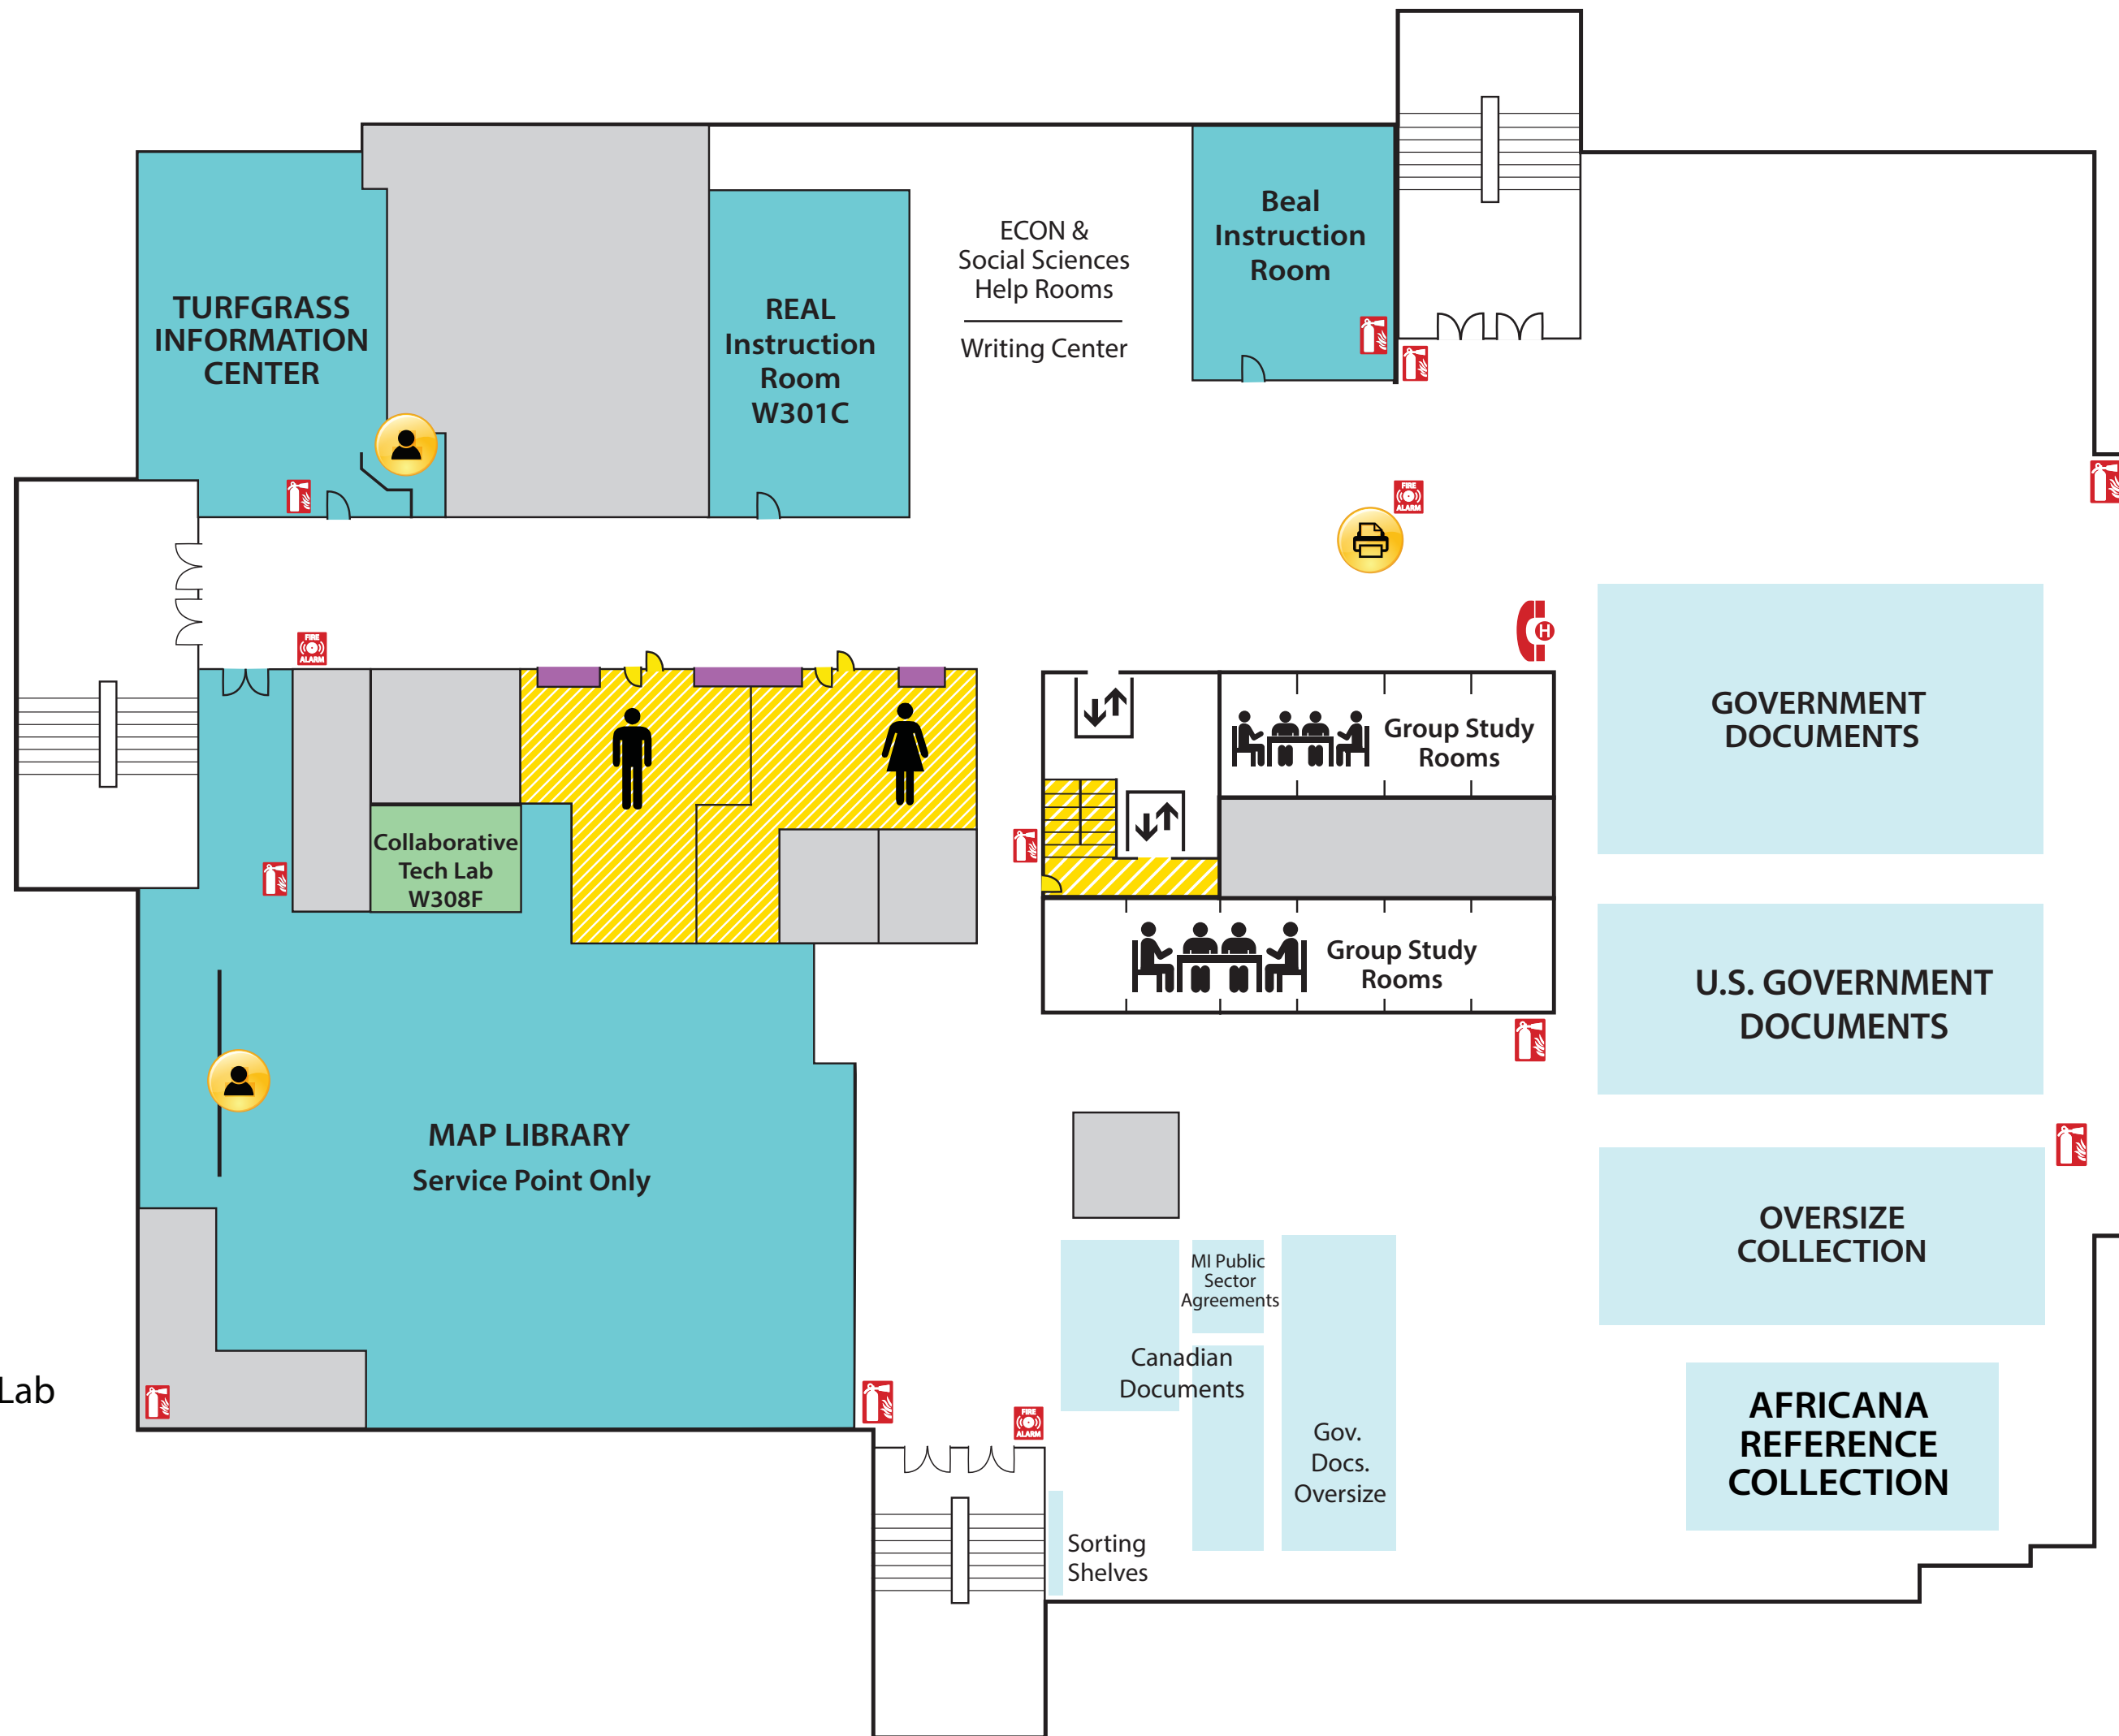 TURFGRASS
INFORMATION
CENTER
REAL
Instruction
Room
W301C
ECON &
Social Sciences
Help Rooms
Writing Center
Beal
Instruction
Room
FIRE
ALARM
FIRE
ALARM
H
Collaborative
Tech Lab
W308F
Group Study
Rooms
Group Study
Rooms
GOVERNMENT
DOCUMENTS
U.S. GOVERNMENT
DOCUMENTS
MAP LIBRARY
Service Point Only
OVERSIZE
COLLECTION
MI Public
Sector
Agreements
Canadian
Documents
Gov.
Docs.
Oversize
AFRICANA
REFERENCE
COLLECTION
Lab
FIRE
ALARM
Sorting
Shelves